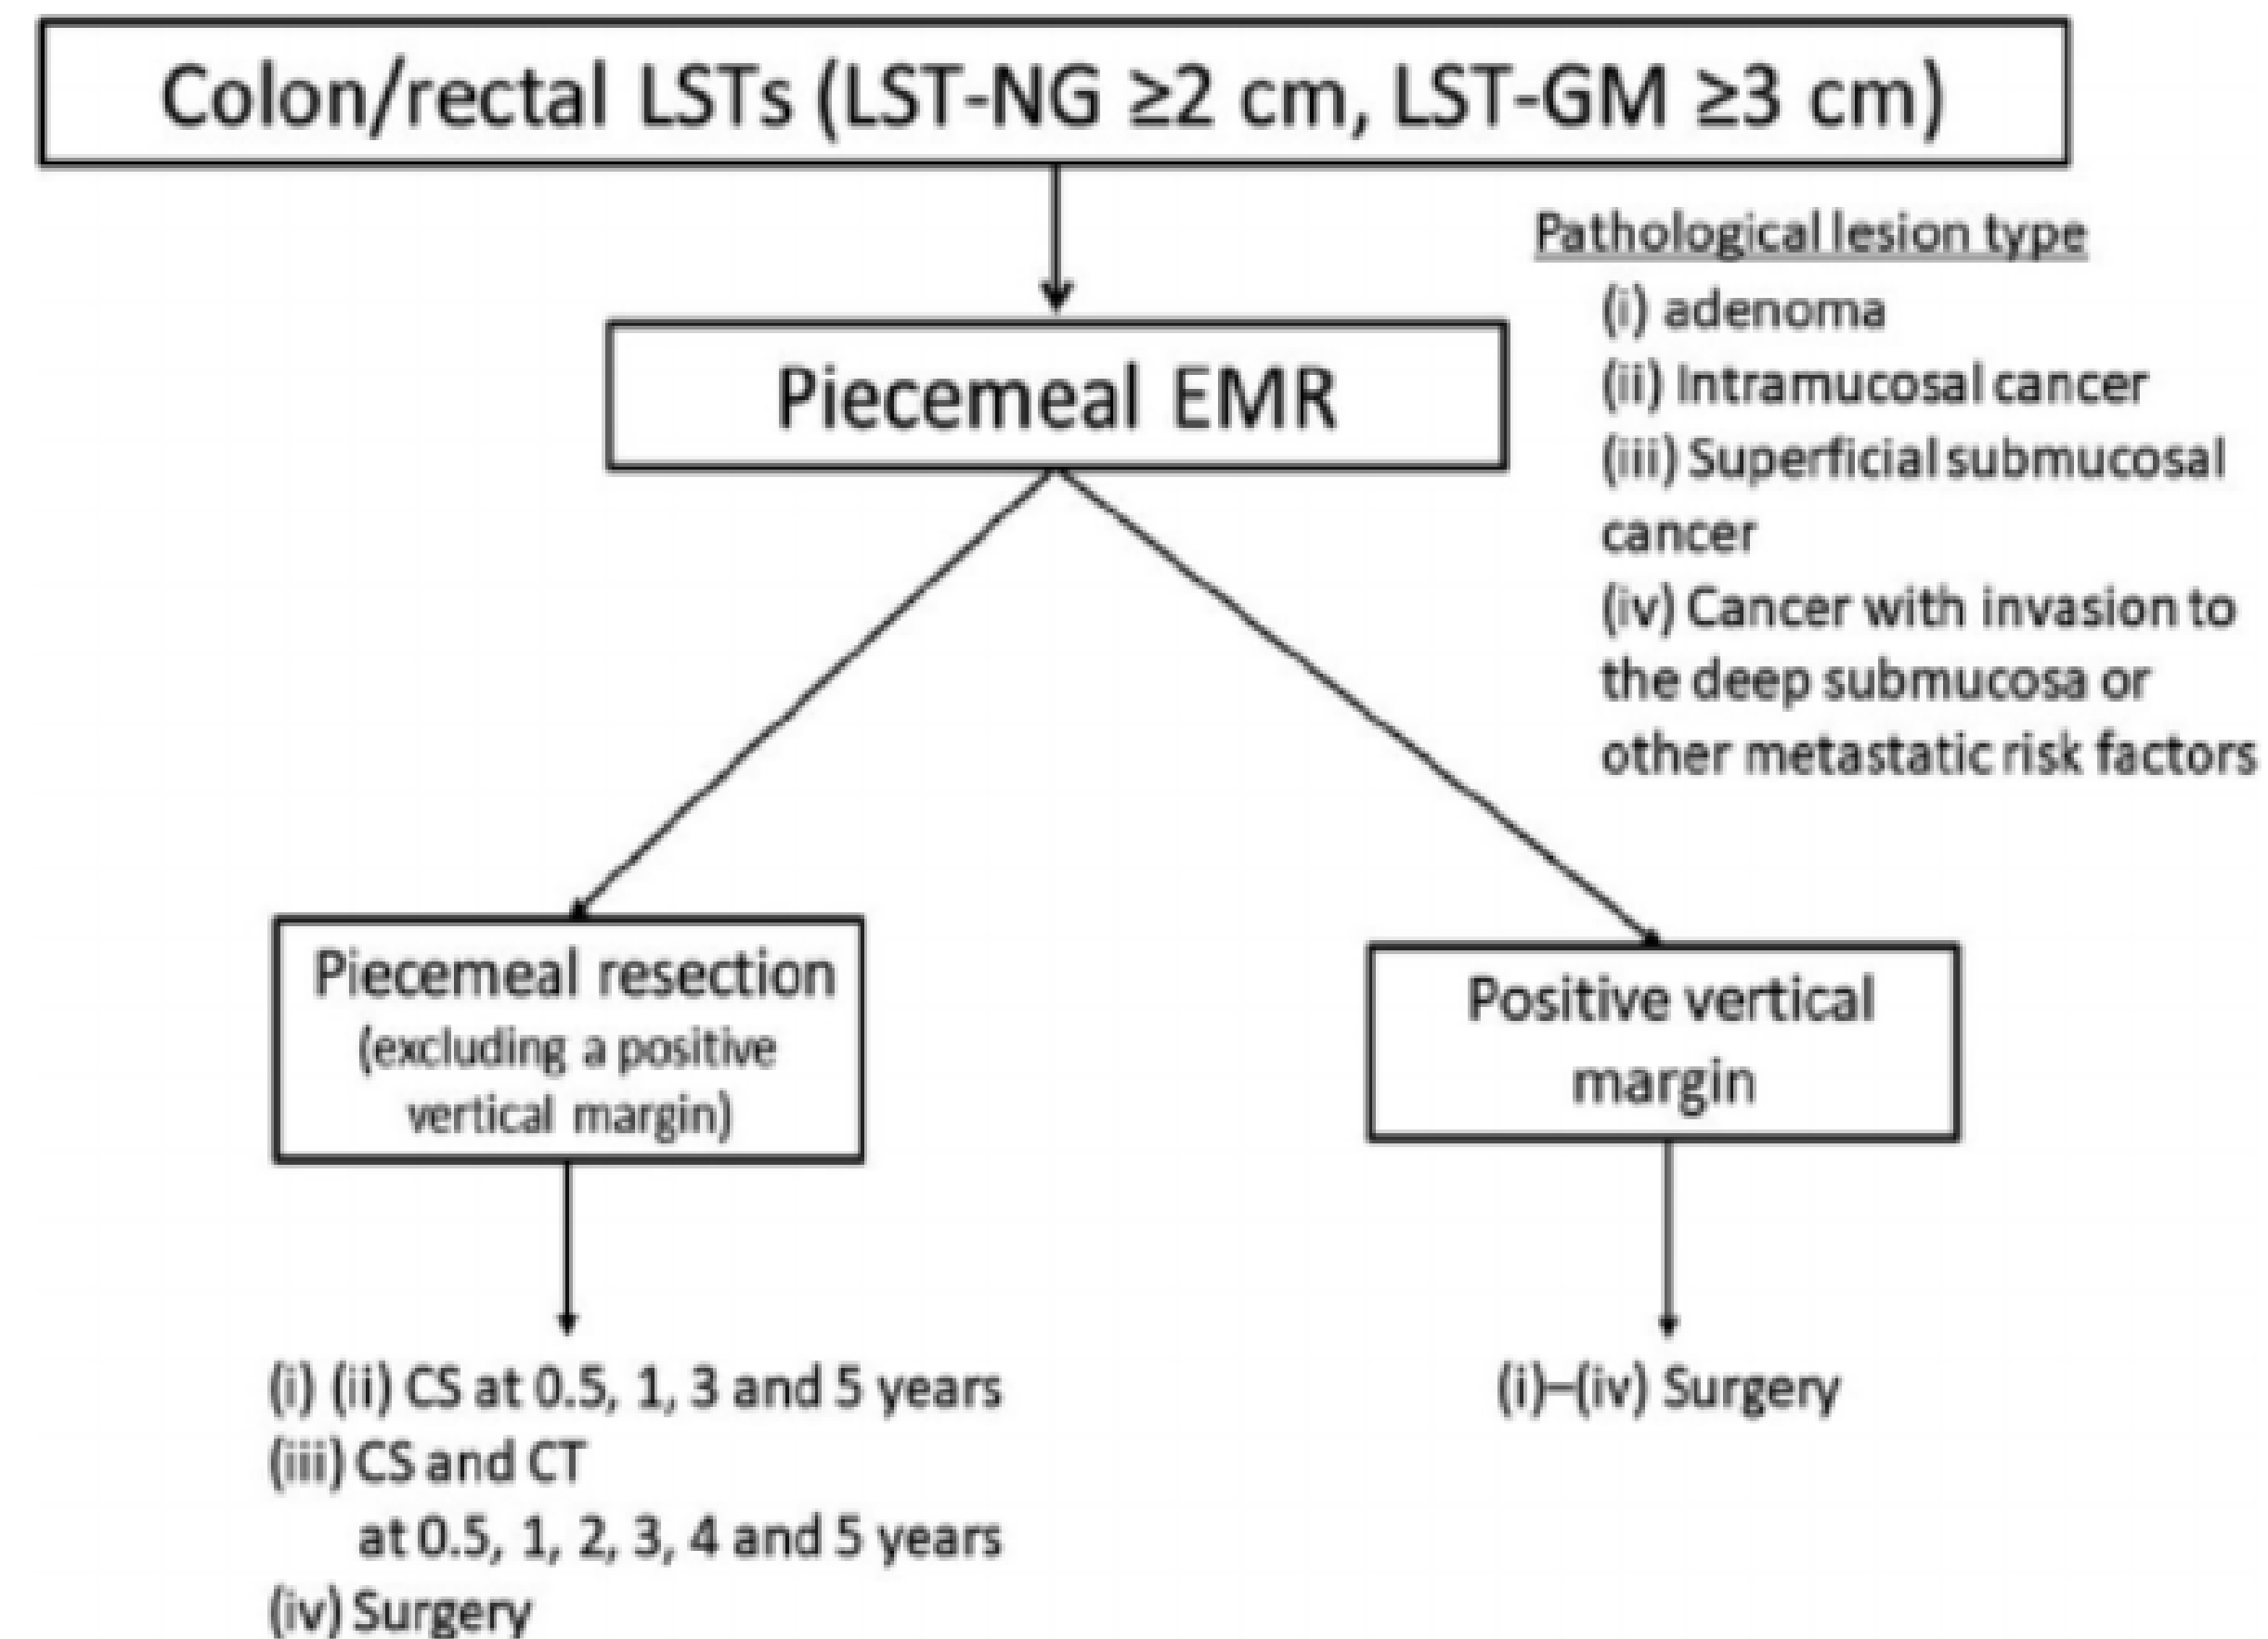 Colon/rectal LSTs (LST-NG ≥2 cm, LST-GM ≥3 cm)
Pathological lesion type
(i) adenoma
(ii) Intramucosal cancer
(iii) Superficial submucosal
cancer
(iv) Cancer with invasion to
the deep submucosa or
other metastatic risk factors
Piecemeal EMR
Piecemeal resection
(excluding a positive
vertical margin)
Positive vertical
margin
(i) (ii) CS at 0.5, 1, 3 and 5 years
(iii) CS and CT
at 0.5, 1, 2, 3, 4 and 5 years
(iv) Surgery
(i)–(iv) Surgery